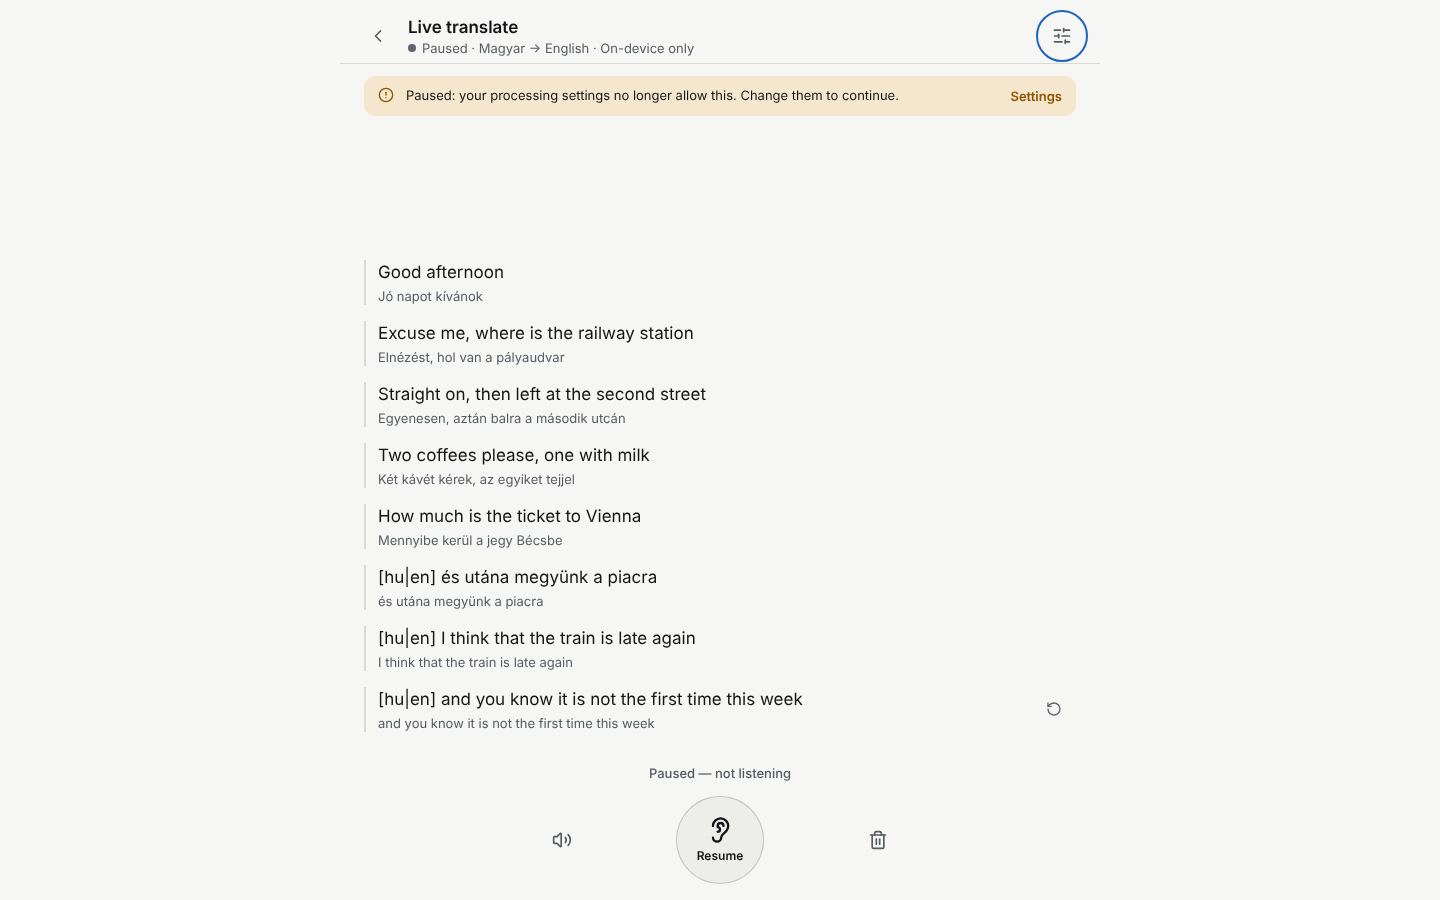 Live translate
Paused · Magyar → English · On-device only
Paused: your processing settings no longer allow this. Change them to continue.
Settings
Good afternoon
Jó napot kívánok
Excuse me, where is the railway station
Elnézést, hol van a pályaudvar
Straight on, then left at the second street
Egyenesen, aztán balra a második utcán
Two coffees please, one with milk
Két kávét kérek, az egyiket tejjel
How much is the ticket to Vienna
Mennyibe kerül a jegy Bécsbe
[hu|en] és utána megyünk a piacra
és utána megyünk a piacra
[hu|en] I think that the train is late again
I think that the train is late again
[hu|en] and you know it is not the first time this week
and you know it is not the first time this week
Paused — not listening
Resume